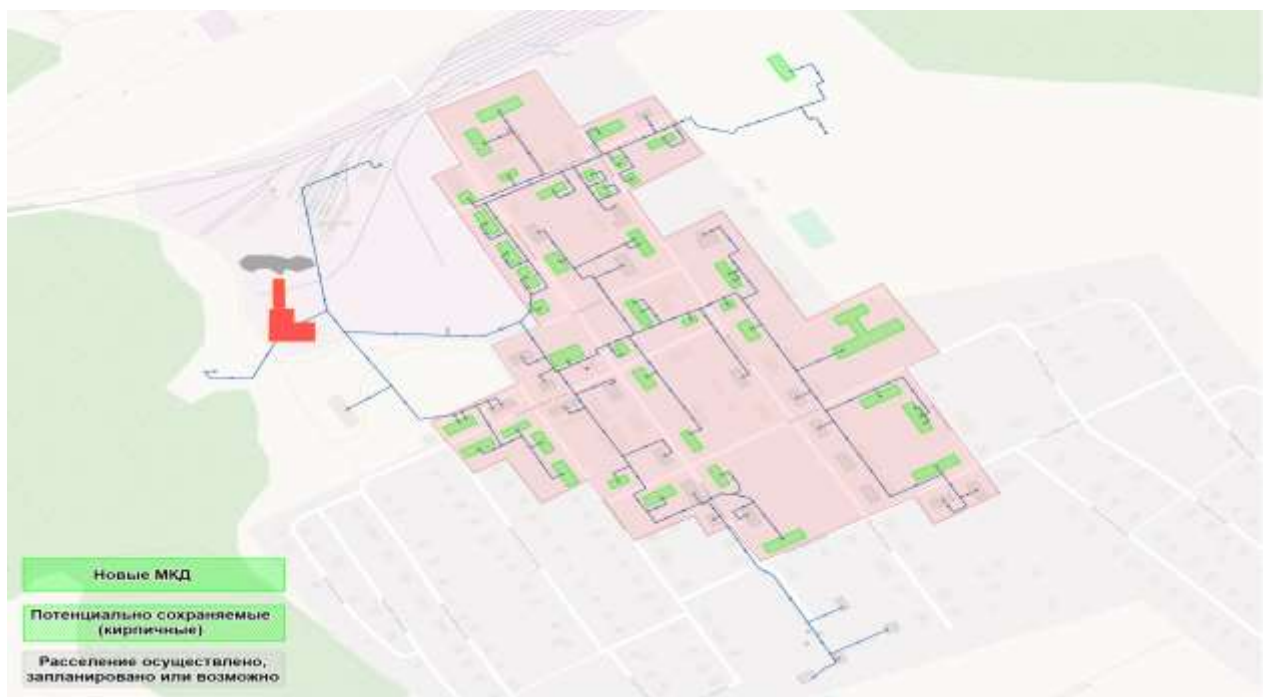 Новые МКД
Потенциально сохраняемые
(кирпичные)
Расселение осуществлено,
запланировано или возможно